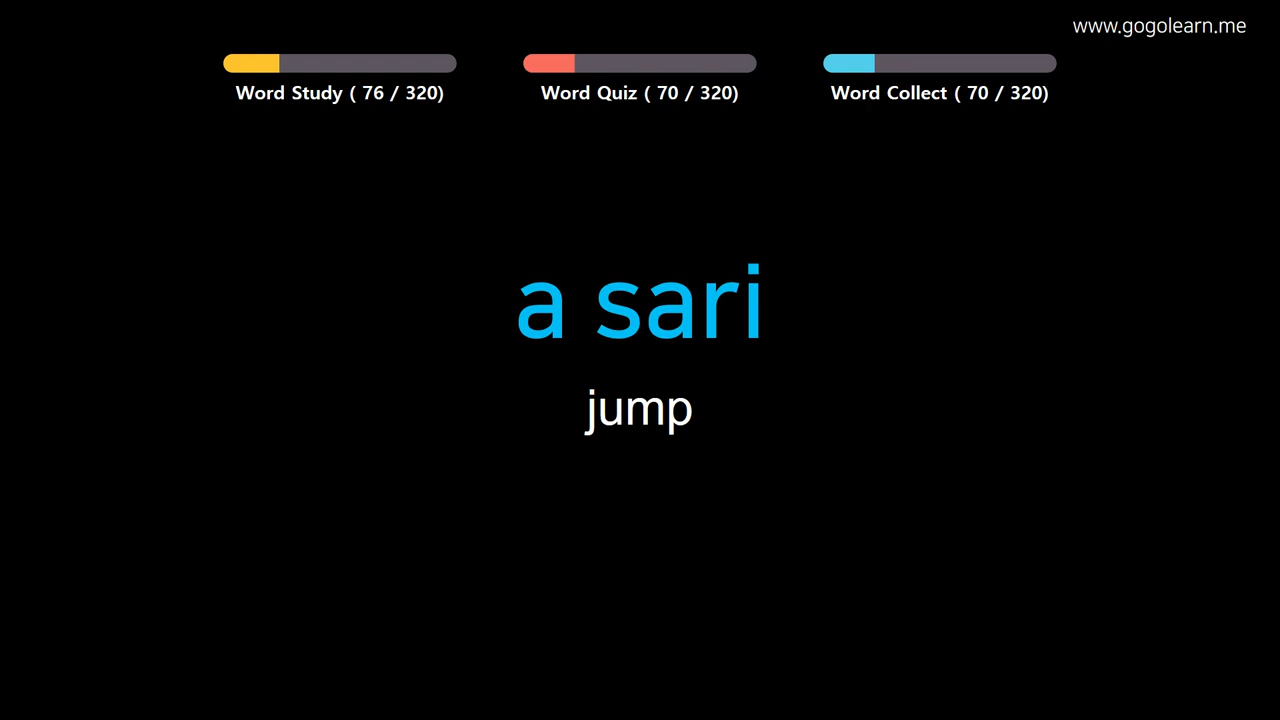 www.gogolearn.me
Word Study ( 76 / 320)
Word Quiz ( 70 / 320)
Word Collect ( 70 / 320)
a sari
jump